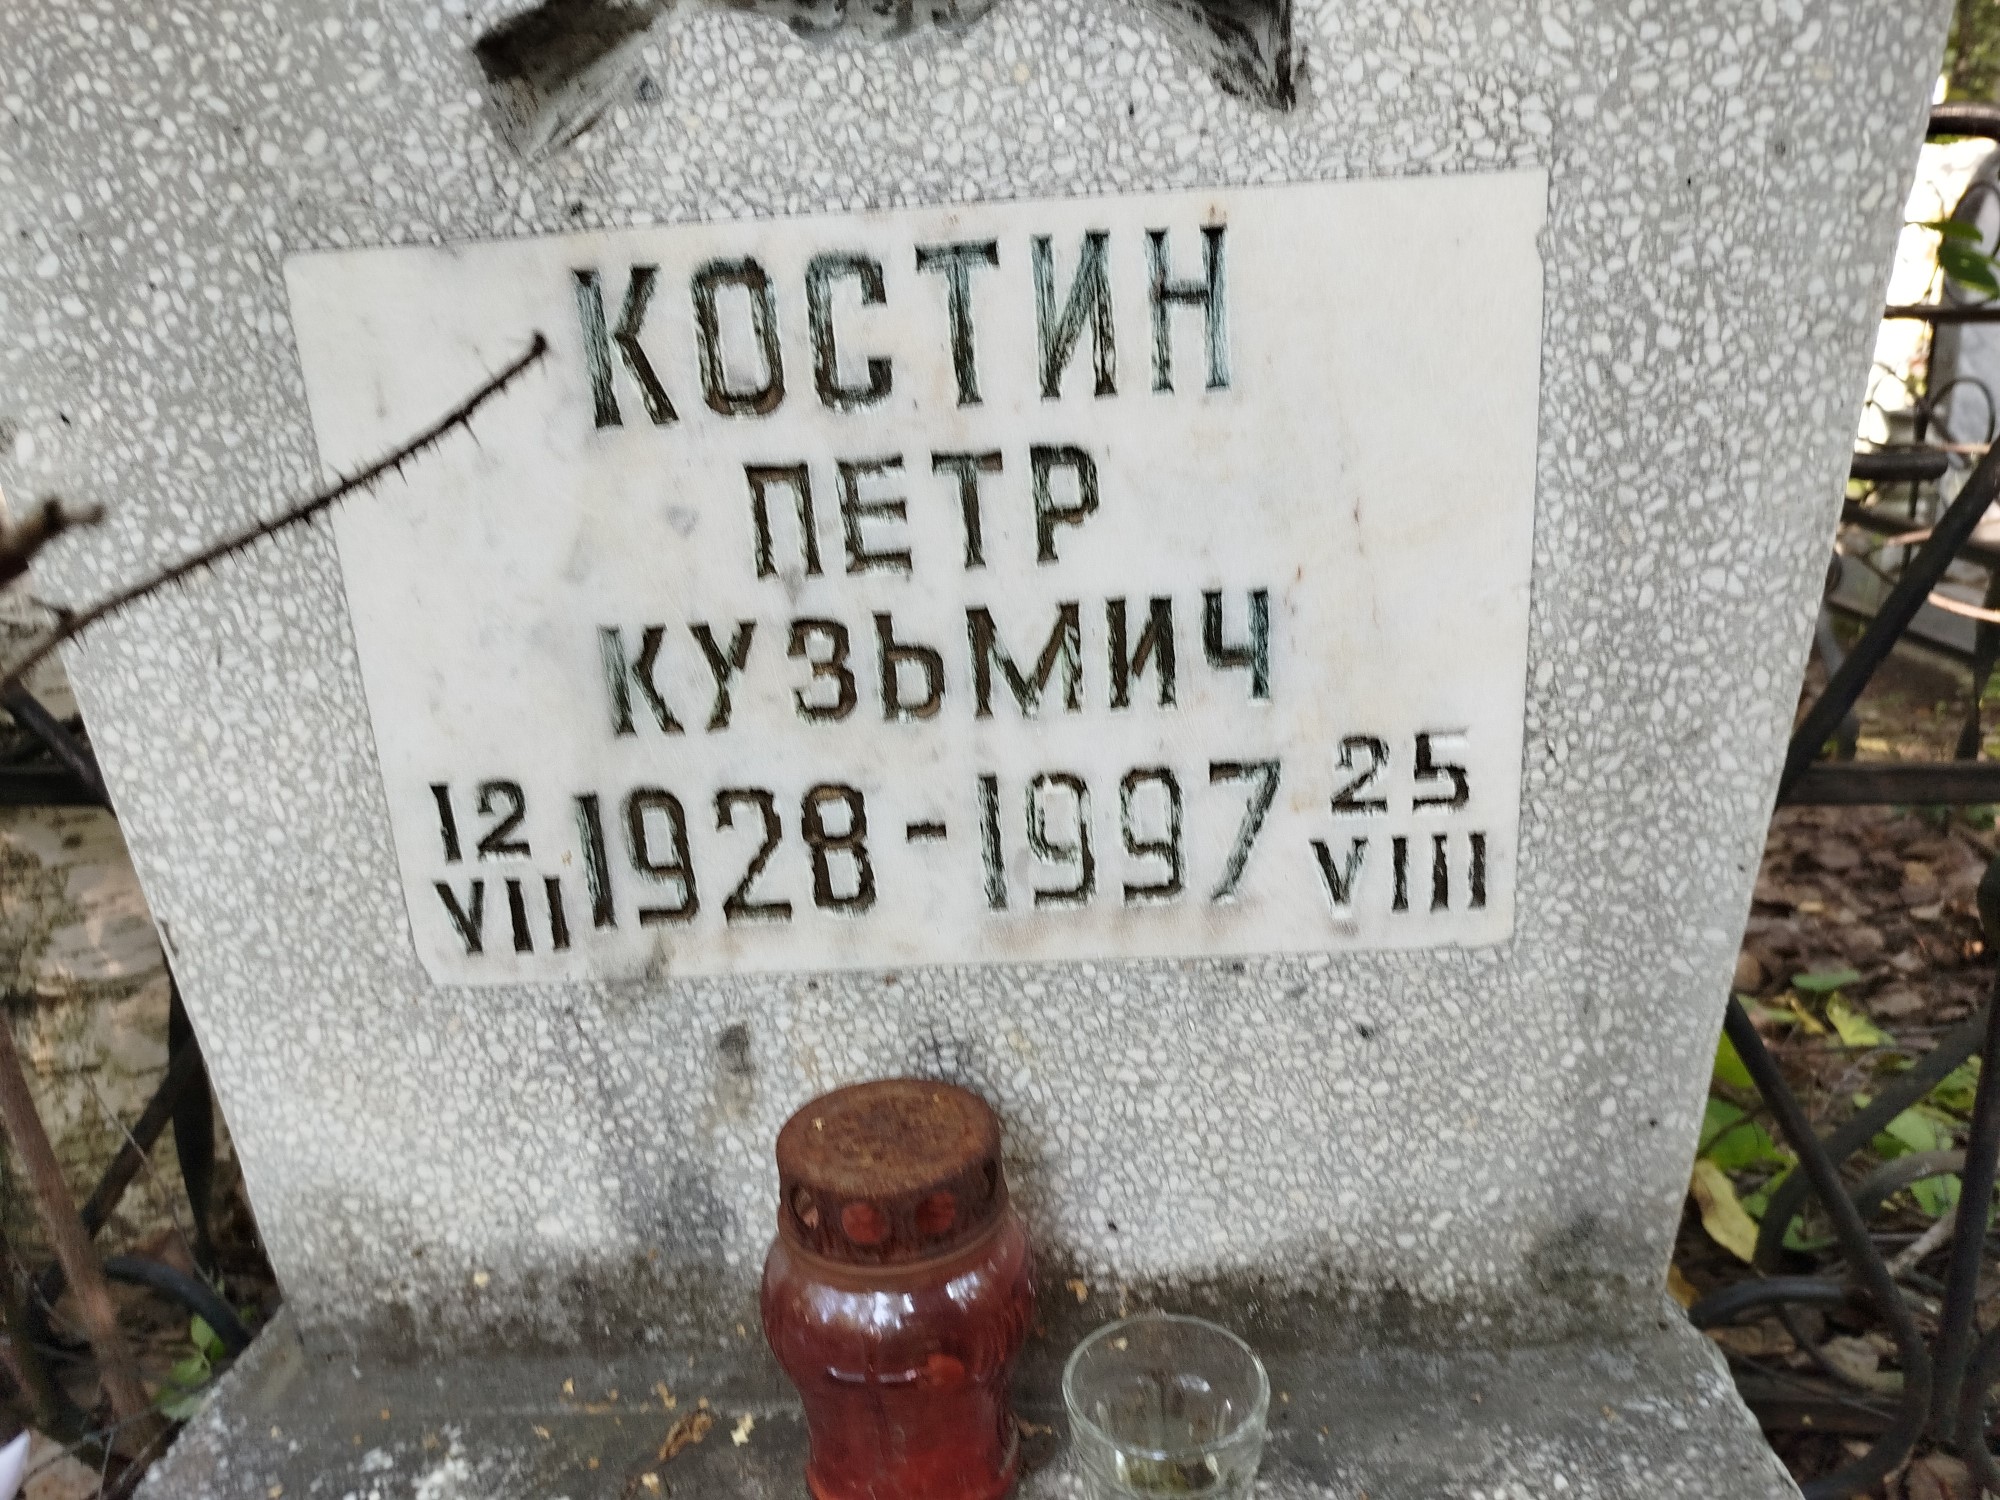 КОСТИН
ПЕТР
КУЗЬМИЧ
12 VII 1928 - 1997 25 VIII